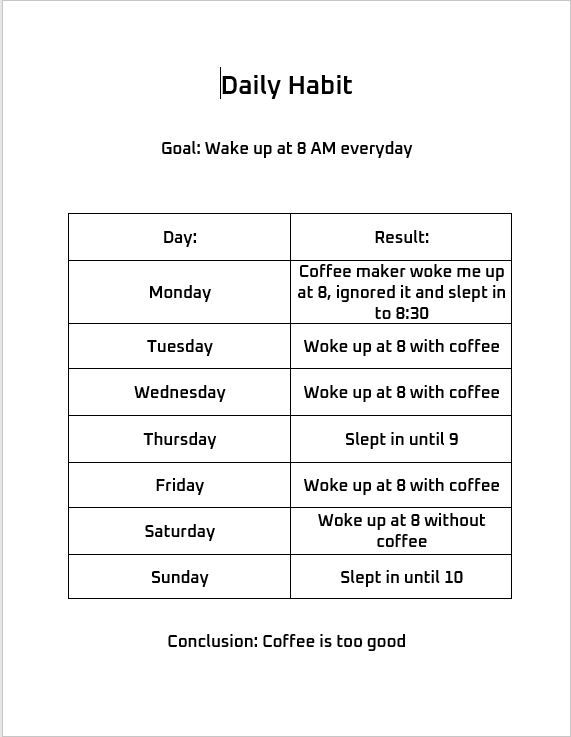 Daily Habit
Goal: Wake up at 8 AM everyday
Day:
Result:
Monday
Coffee maker woke me up
at 8, ignored it and slept in
to 8:30
Tuesday
Woke up at 8 with coffee
Wednesday
Woke up at 8 with coffee
Thursday
Slept in until 9
Friday
Woke up at 8 with coffee
Saturday
Woke up at 8 without
coffee
Sunday
Slept in until 10
Conclusion: Coffee is too good